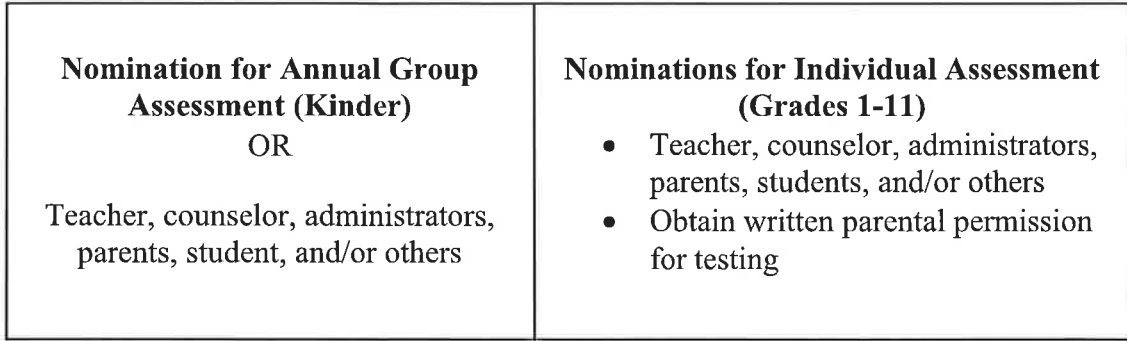 Nomination for Annual Group
Assessment (Kinder)
OR
Teacher, counselor, administrators,
parents, student, and/or others
Nominations for Individual Assessment
(Grades 1-11)
• Teacher, counselor, administrators,
parents, students, and/or others
• Obtain written parental permission
for testing